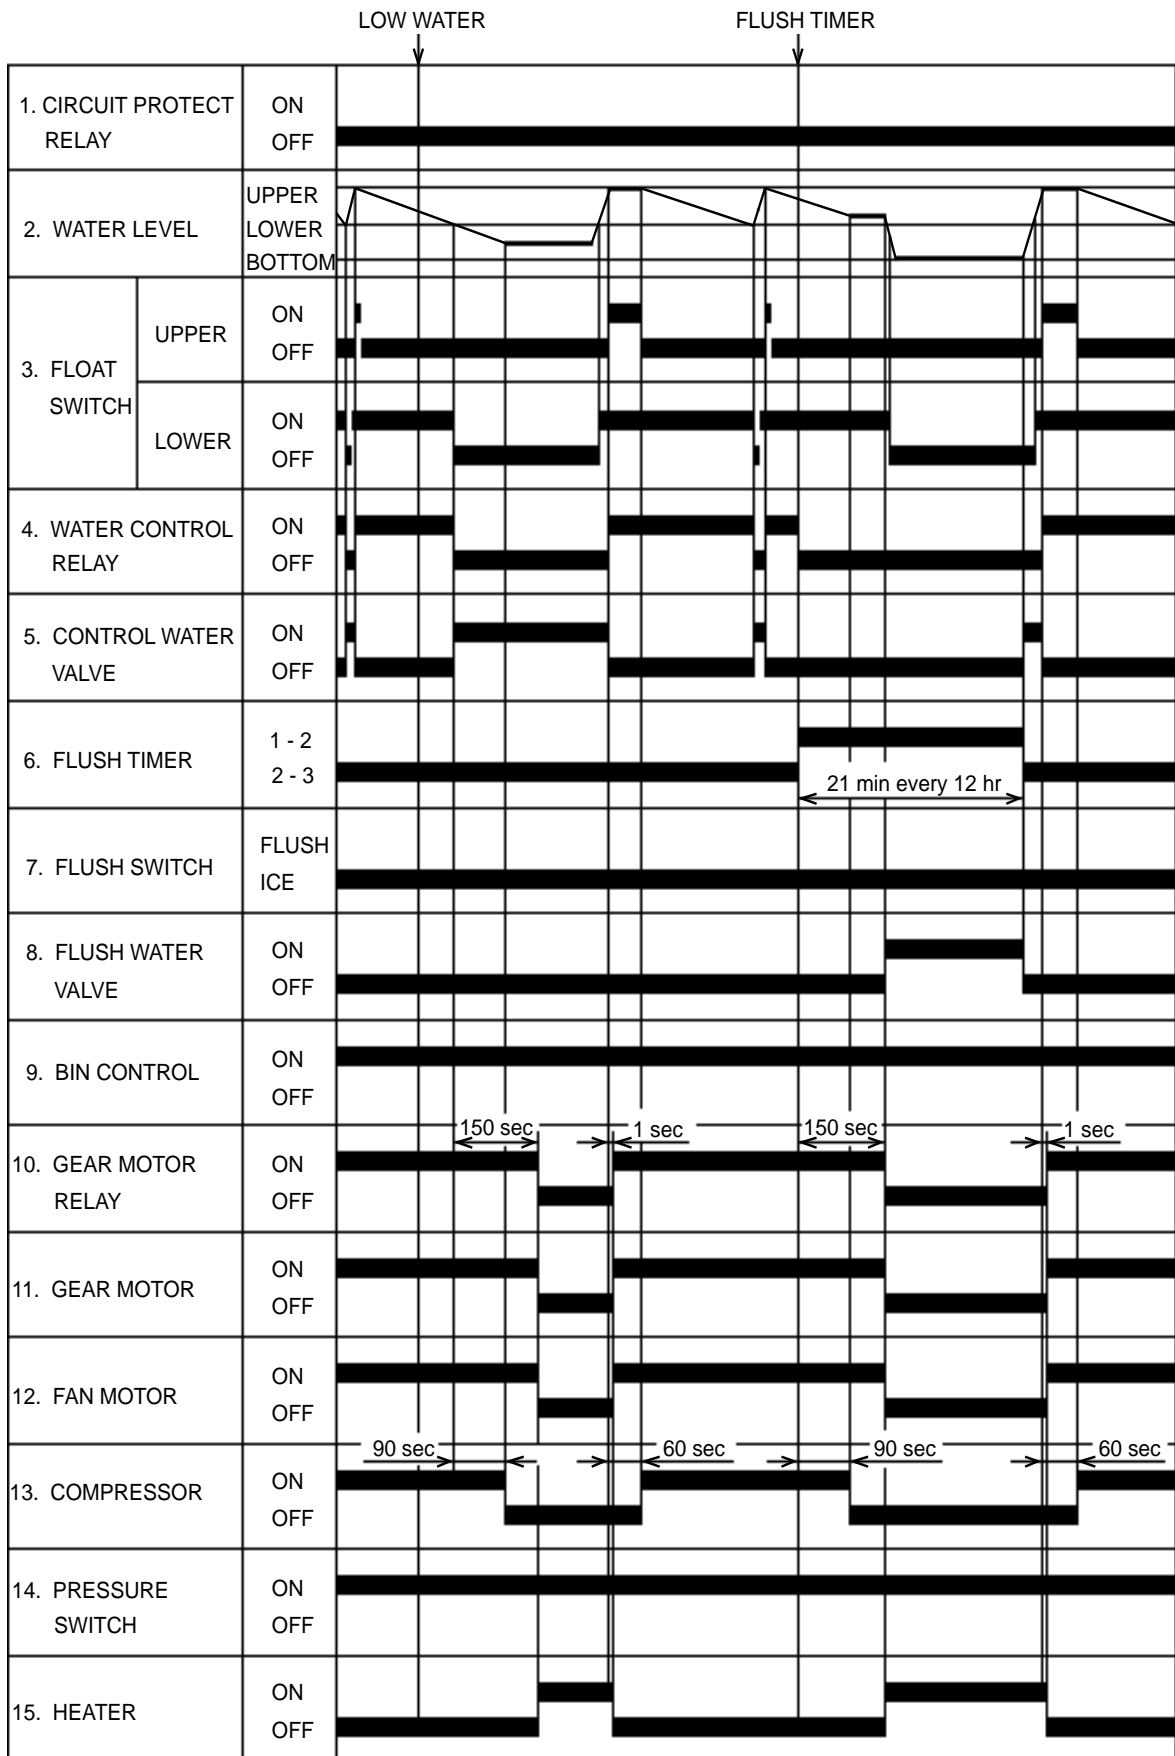 LOW WATER
FLUSH TIMER
1. CIRCUIT PROTECT
RELAY
ON
OFF
2. WATER LEVEL
UPPER
LOWER
BOTTOM
3. FLOAT
SWITCH
UPPER
ON
OFF
LOWER
ON
OFF
4. WATER CONTROL
RELAY
ON
OFF
5. CONTROL WATER
VALVE
ON
OFF
6. FLUSH TIMER
1 - 2
2 - 3
21 min every 12 hr
7. FLUSH SWITCH
FLUSH
ICE
8. FLUSH WATER
VALVE
ON
OFF
9. BIN CONTROL
ON
OFF
150 sec
1 sec
150 sec
1 sec
10. GEAR MOTOR
RELAY
ON
OFF
11. GEAR MOTOR
ON
OFF
12. FAN MOTOR
ON
OFF
90 sec
60 sec
90 sec
60 sec
13. COMPRESSOR
ON
OFF
14. PRESSURE
SWITCH
ON
OFF
15. HEATER
ON
OFF